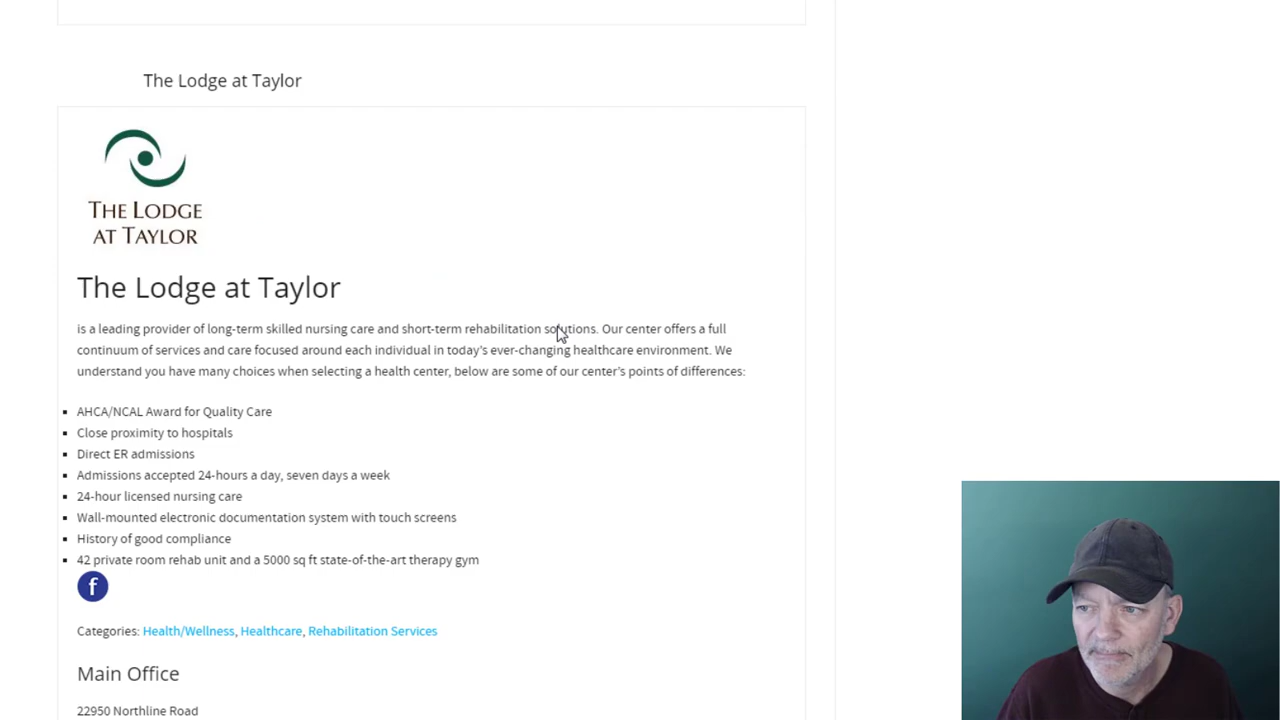 The Lodge at Taylor
THE LODGE
AT TAYLOR
The Lodge at Taylor
is a leading provider of long-term skilled nursing care and short-term rehabilitation solutions. Our center offers a full
continuum of services and care focused around each individual in today's ever-changing healthcare environment. We
understand you have many choices when selecting a health center, below are some of our center's points of differences:
AHCA/NCAL Award for Quality Care
Close proximity to hospitals
Direct ER admissions
Admissions accepted 24-hours a day, seven days a week
24-hour licensed nursing care
Wall-mounted electronic documentation system with touch screens
History of good compliance
42 private room rehab unit and a 5000 sq ft state-of-the-art therapy gym
f
Categories: Health/Wellness, Healthcare, Rehabilitation Services
Main Office
22950 Northline Road